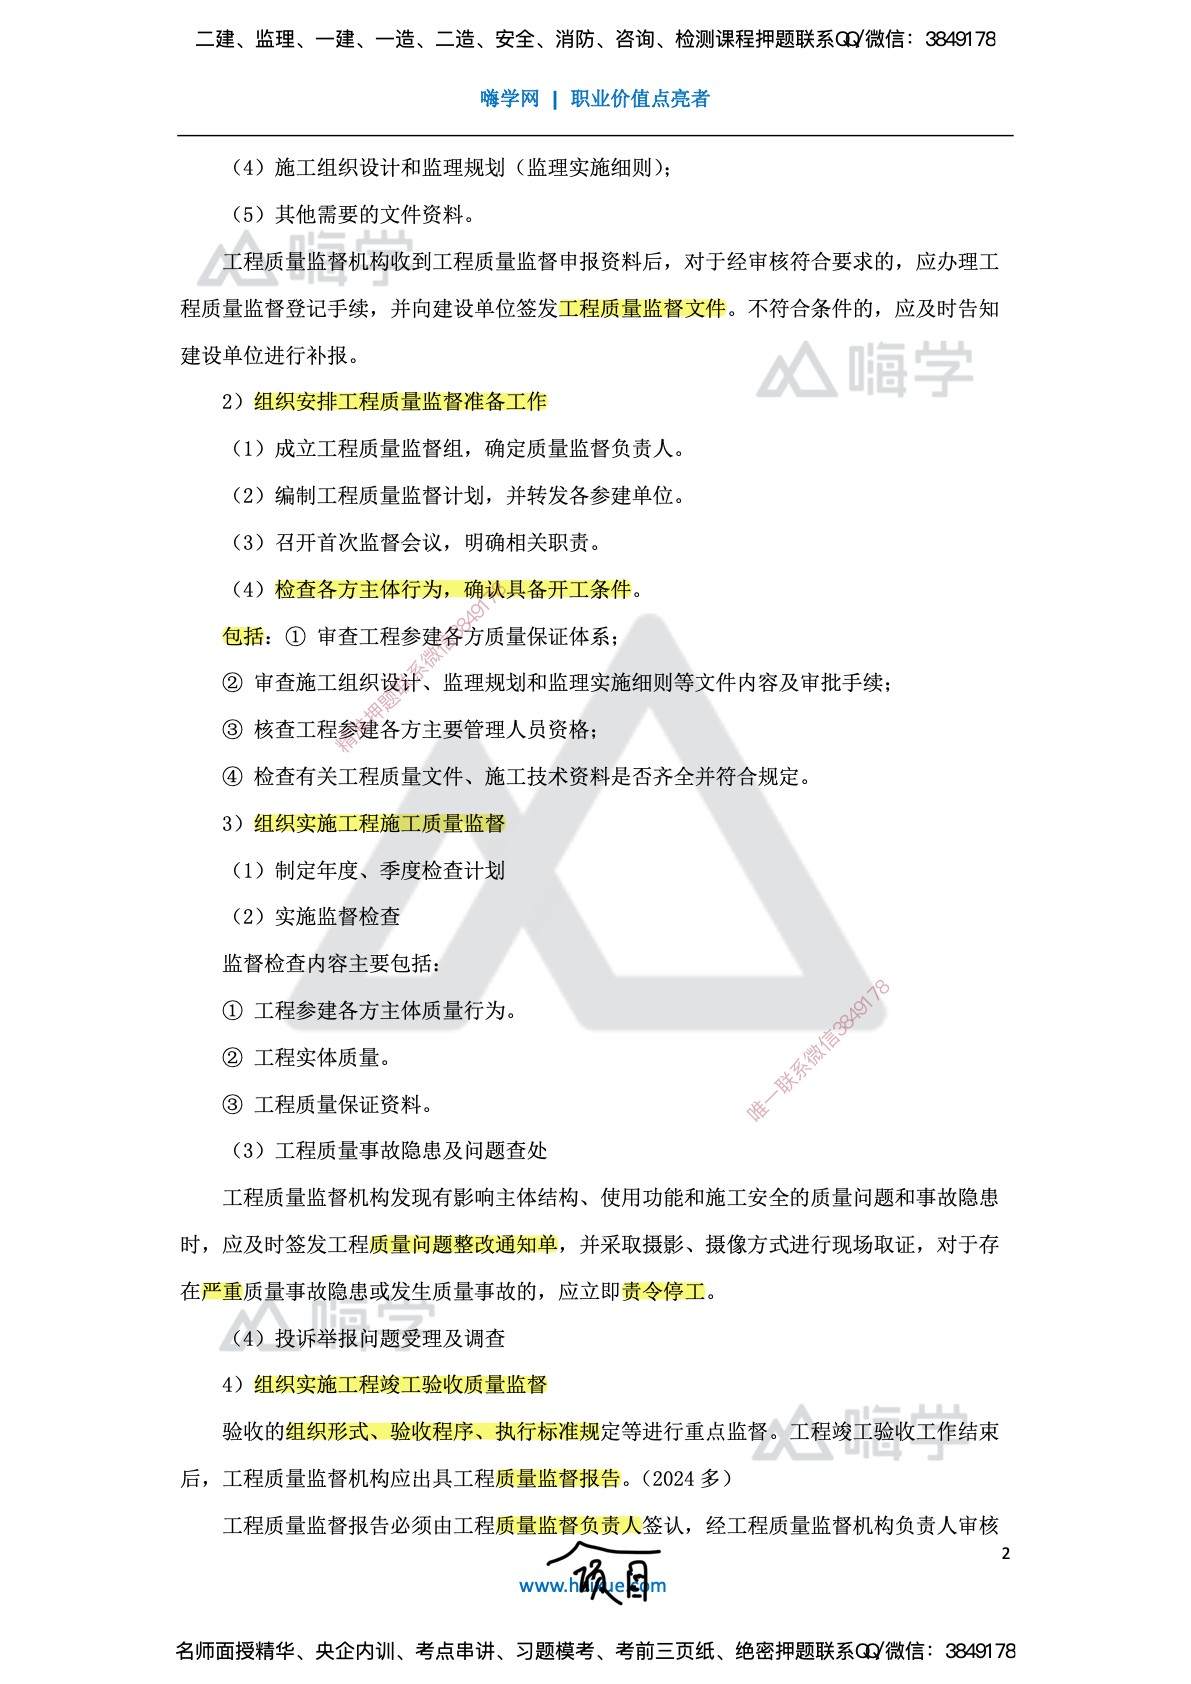 二建、监理、一建、一造、二造、安全、消防、咨询、检测课程押题联系QQ/微信：3849178
嗨学网 | 职业价值点亮者
（4）施工组织设计和监理规划（监理实施细则）；
（5）其他需要的文件资料。
嗨学
工程质量监督机构收到工程质量监督申报资料后，对于经审核符合要求的，应办理工
程质量监督登记手续，并向建设单位签发工程质量监督文件。不符合条件的，应及时告知
建设单位进行补报。
嗨学
2）组织安排工程质量监督准备工作
（1）成立工程质量监督组，确定质量监督负责人。
（2）编制工程质量监督计划，并转发各参建单位。
（3）召开首次监督会议，明确相关职责。
（4）检查各方主体行为，确认具备开工条件。
包括：① 审查工程参建各方质量保证体系；
② 审查施工组织设计、监理规划和监理实施细则等文件内容及审批手续；
精准押题联系微信3849178
③ 核查工程参建各方主要管理人员资格；
④ 检查有关工程质量文件、施工技术资料是否齐全并符合规定。
3）组织实施工程施工质量监督
（1）制定年度、季度检查计划
（2）实施监督检查
监督检查内容主要包括：
① 工程参建各方主体质量行为。
② 工程实体质量。
唯一联系微信3849178
③ 工程质量保证资料。
（3）工程质量事故隐患及问题查处
工程质量监督机构发现有影响主体结构、使用功能和施工安全的质量问题和事故隐患
时，应及时签发工程质量问题整改通知单，并采取摄影、摄像方式进行现场取证，对于存
在严重质量事故隐患或发生质量事故的，应立即责令停工。
嗨学
（4）投诉举报问题受理及调查
4）组织实施工程竣工验收质量监督
嗨学
验收的组织形式、验收程序、执行标准规定等进行重点监督。工程竣工验收工作结束
后，工程质量监督机构应出具工程质量监督报告。（2024 多）
工程质量监督报告必须由工程质量监督负责人签认，经工程质量监督机构负责人审核
2
项目
www.haixue.com
名师面授精华、央企内训、考点串讲、习题模考、考前三页纸、绝密押题联系QQ/微信：3849178